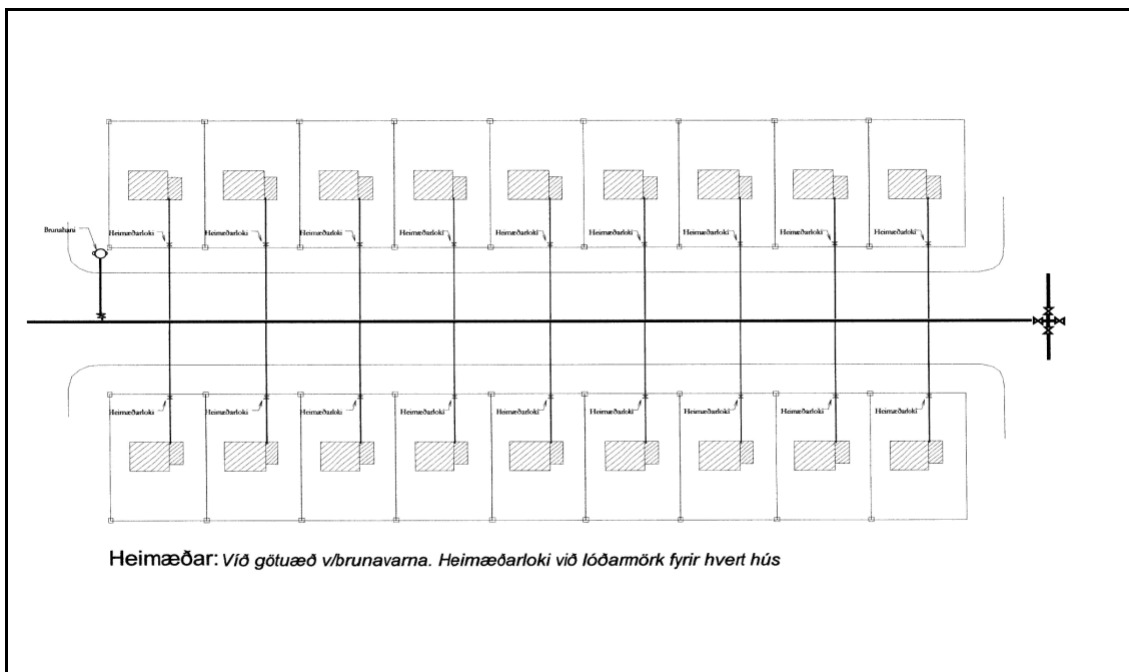 Brunahani
Heimæðarloki Heimæðarloki Heimæðarloki Heimæðarloki Heimæðarloki Heimæðarloki Heimæðarloki Heimæðarloki Heimæðarloki
Heimæðarloki Heimæðarloki Heimæðarloki Heimæðarloki Heimæðarloki Heimæðarloki Heimæðarloki Heimæðarloki Heimæðarloki
Heimæðar: Víð götuæð v/brunavarna. Heimæðarloki við lóðarmörk fyrir hvert hús